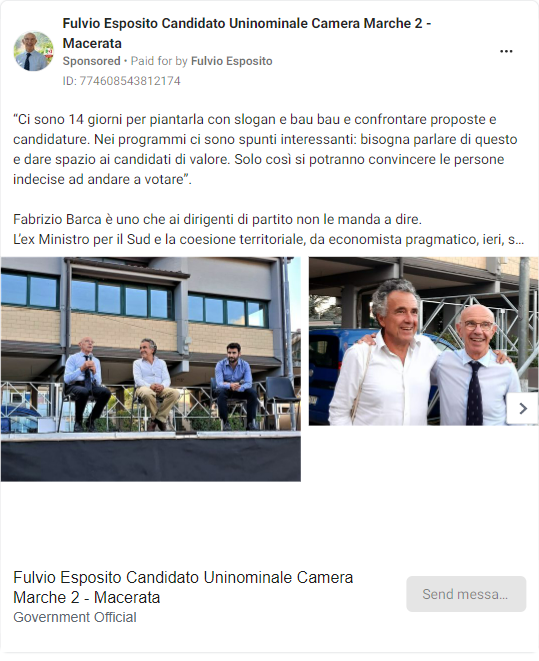 Fulvio Esposito Candidato Uninominale Camera Marche 2 -
Macerata
Sponsored • Paid for by Fulvio Esposito
ID: 774608543812174
“Ci sono 14 giorni per piantarla con slogan e bau bau e confrontare proposte e
candidature. Nei programmi ci sono spunti interessanti: bisogna parlare di questo
e dare spazio ai candidati di valore. Solo così si potranno convincere le persone
indecise ad andare a votare”.
Fabrizio Barca è uno che ai dirigenti di partito non le manda a dire.
L’ex Ministro per il Sud e la coesione territoriale, da economista pragmatico, ieri, s...
Fulvio Esposito Candidato Uninominale Camera
Marche 2 - Macerata
Government Official
Send messa...